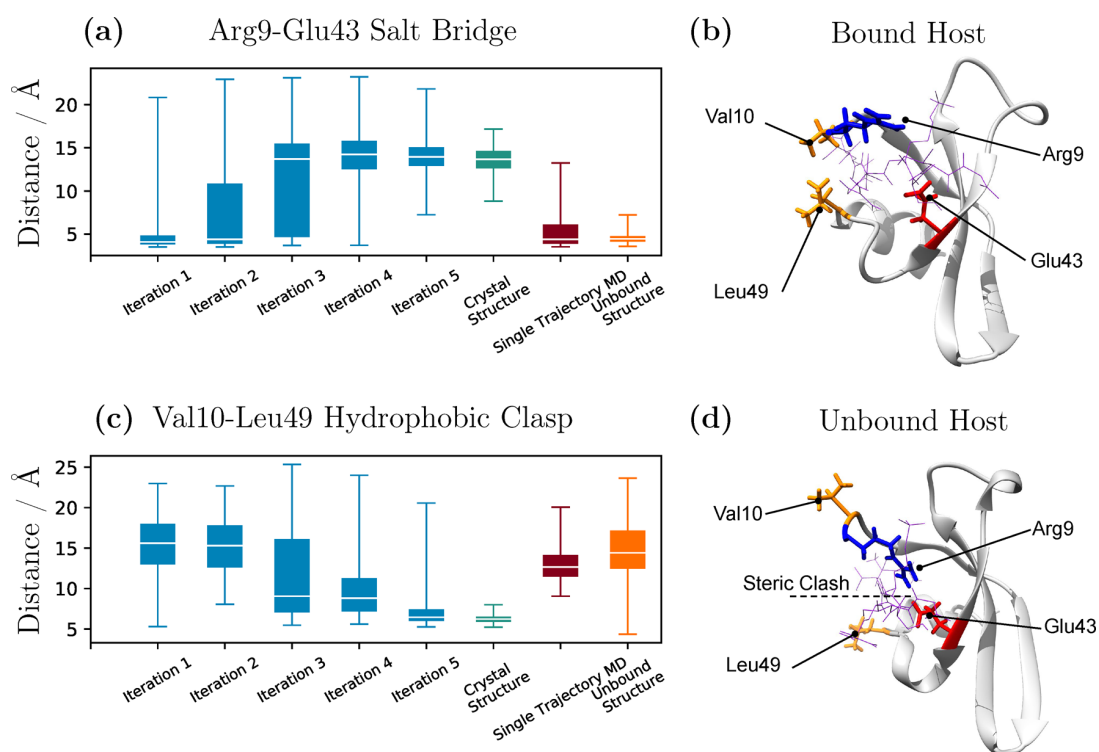 (a) Arg9-Glu43 Salt Bridge
Distance / Å
20
15
10
5
Iteration 1
Iteration 2
Iteration 3
Iteration 4
Iteration 5
Crystal
Structure
Single Trajectory MD
Unbound
Structure
(b) Bound Host
Val10
Arg9
Leu49
Glu43
(c) Val10-Leu49 Hydrophobic Clasp
Distance / Å
25
20
15
10
5
Iteration 1
Iteration 2
Iteration 3
Iteration 4
Iteration 5
Crystal
Structure
Single Trajectory MD
Unbound
Structure
(d) Unbound Host
Val10
Arg9
Steric Clash
Glu43
Leu49